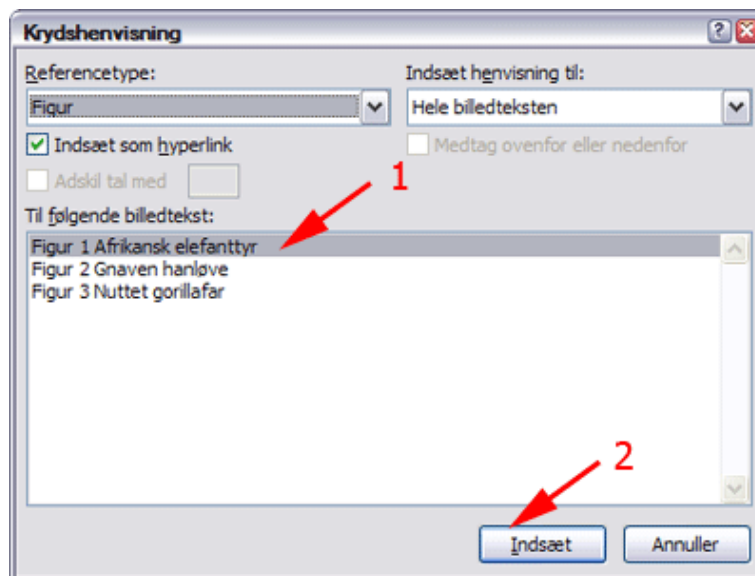 Krydshenvisning
Referencetype:
Indsæt henvisning til:
Figur
Hele billedteksten
Indsæt som hyperlink
Medtag ovenfor eller nedenfor
Adskil tal med
1
Til følgende billedtekst:
Figur 1 Afrikansk elefanttyr
Figur 2 Gnaven hanløve
Figur 3 Nuttet gorillafar
2
Indsæt
Annuller